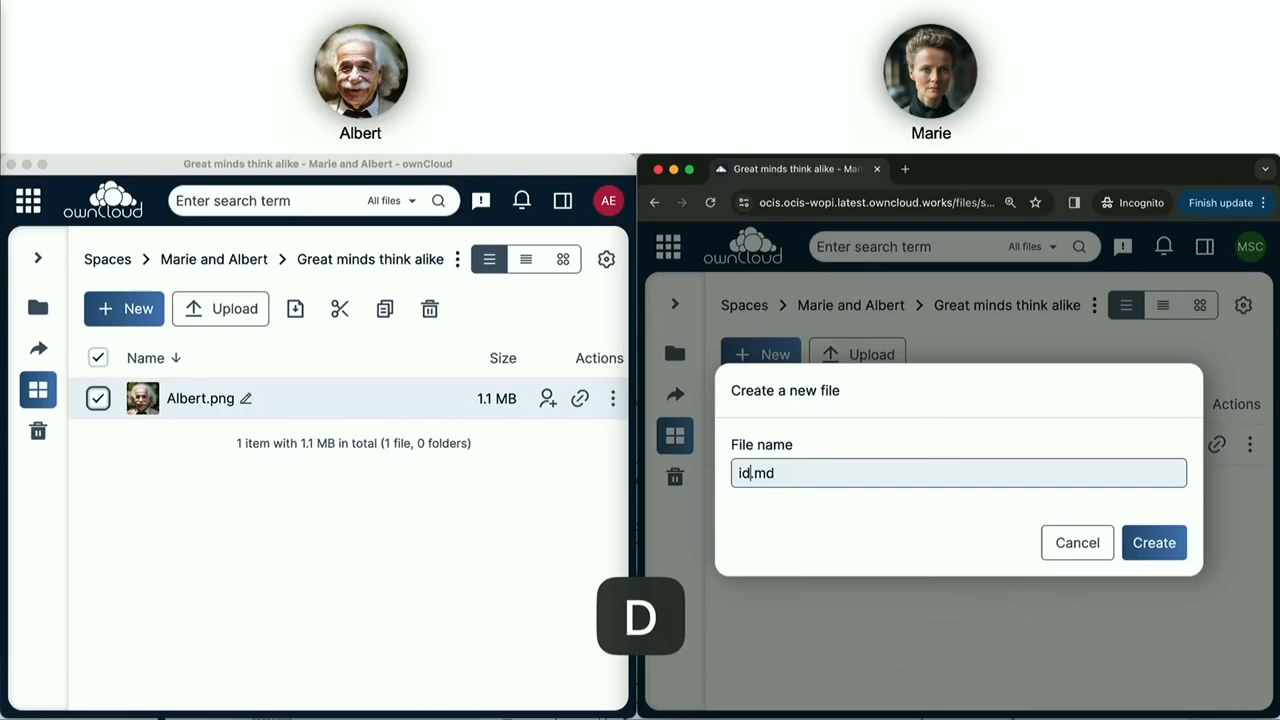 Albert
Marie
Great minds think alike - Marie and Albert - ownCloud
ownCloud
Enter search term
All files
AE
Spaces
Marie and Albert
Great minds think alike
+ New
Upload
Name
Size
Actions
Albert.png
1.1 MB
1 item with 1.1 MB in total (1 file, 0 folders)
Great minds think alike - Mar
ocis.ocis-wopi.latest.owncloud.works/files/s...
Incognito
Finish update
ownCloud
Enter search term
All files
MSC
Spaces
Marie and Albert
Great minds think alike
+ New
Upload
Actions
Create a new file
File name
id.md
Cancel
Create
D